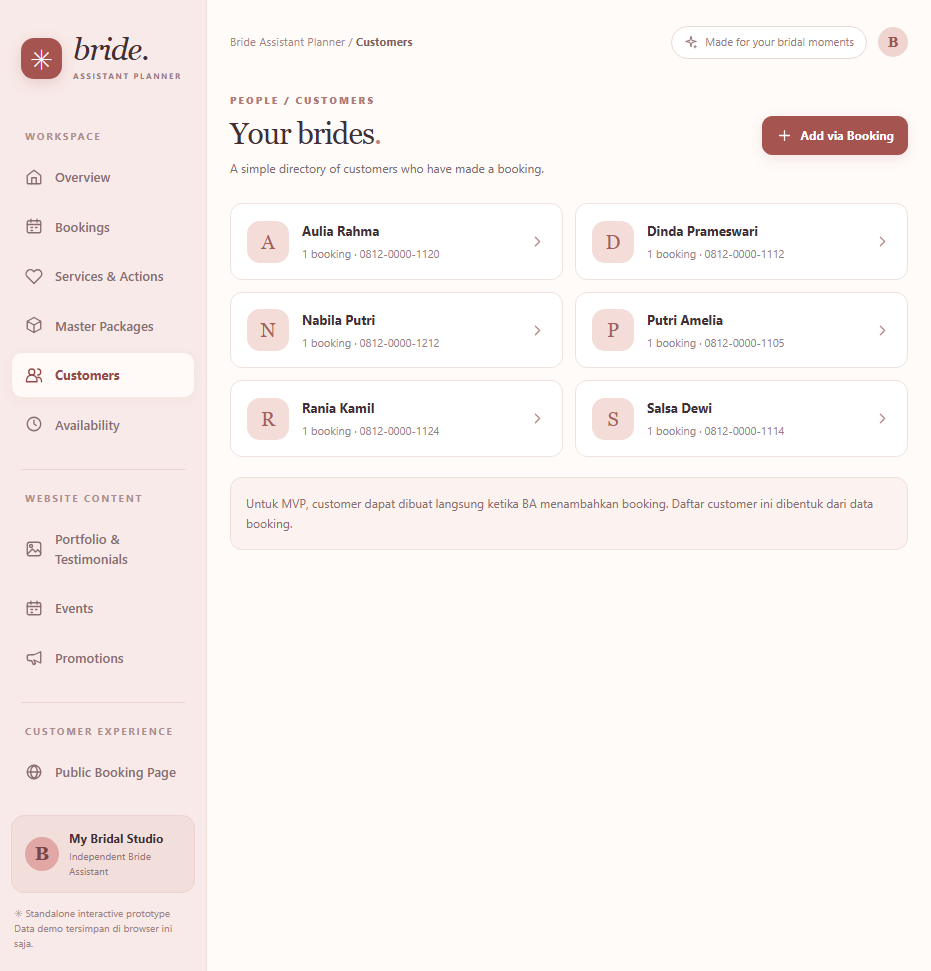 bride.
ASSISTANT PLANNER
WORKSPACE
Overview
Bookings
Services & Actions
Master Packages
Customers
Availability
WEBSITE CONTENT
Portfolio &
Testimonials
Events
Promotions
CUSTOMER EXPERIENCE
Public Booking Page
B
My Bridal Studio
Independent Bride
Assistant
✳ Standalone interactive prototype
Data demo tersimpan di browser ini
saja.
Bride Assistant Planner / Customers
Made for your bridal moments
B
PEOPLE / CUSTOMERS
Your brides.
A simple directory of customers who have made a booking.
+ Add via Booking
A
Aulia Rahma
1 booking · 0812-0000-1120
D
Dinda Prameswari
1 booking · 0812-0000-1112
N
Nabila Putri
1 booking · 0812-0000-1212
P
Putri Amelia
1 booking · 0812-0000-1105
R
Rania Kamil
1 booking · 0812-0000-1124
S
Salsa Dewi
1 booking · 0812-0000-1114
Untuk MVP, customer dapat dibuat langsung ketika BA menambahkan booking. Daftar customer ini dibentuk dari data
booking.